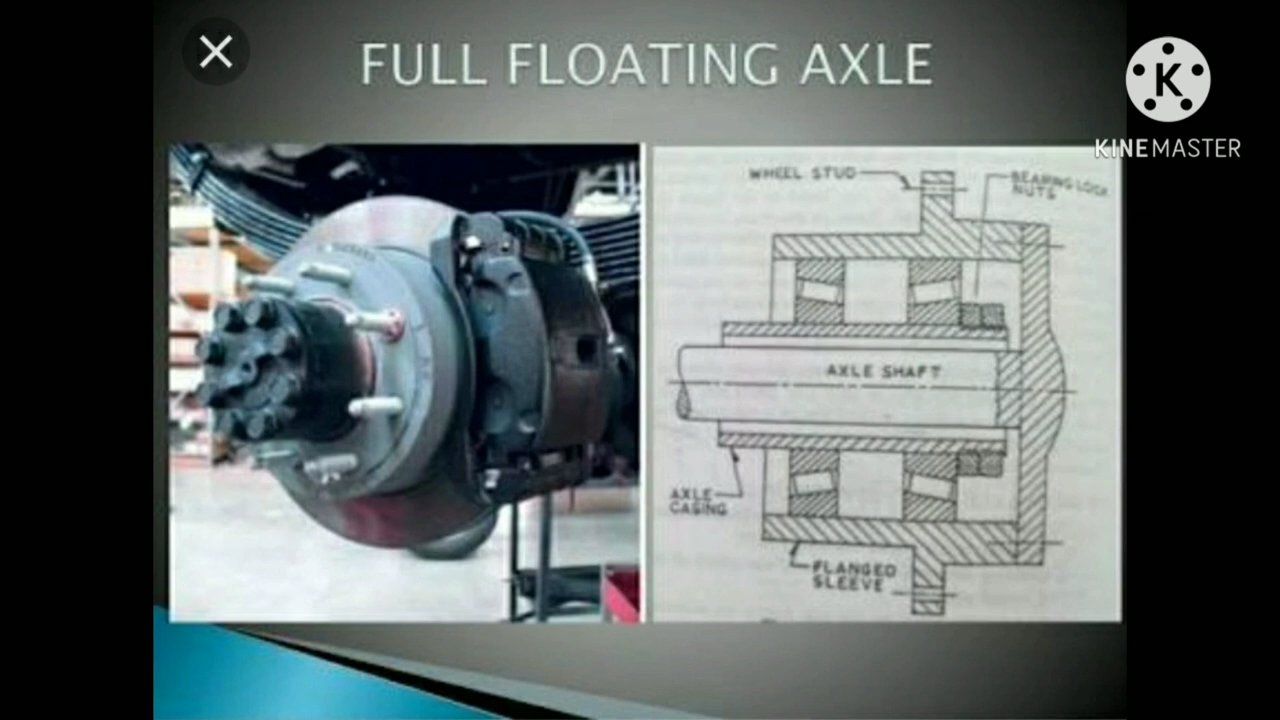 FULL FLOATING AXLE
K
KINEMASTER
WHEEL STUD
BEARING LOCK
NUTS
AXLE SHAFT
AXLE
CASING
FLANGED
SLEEVE